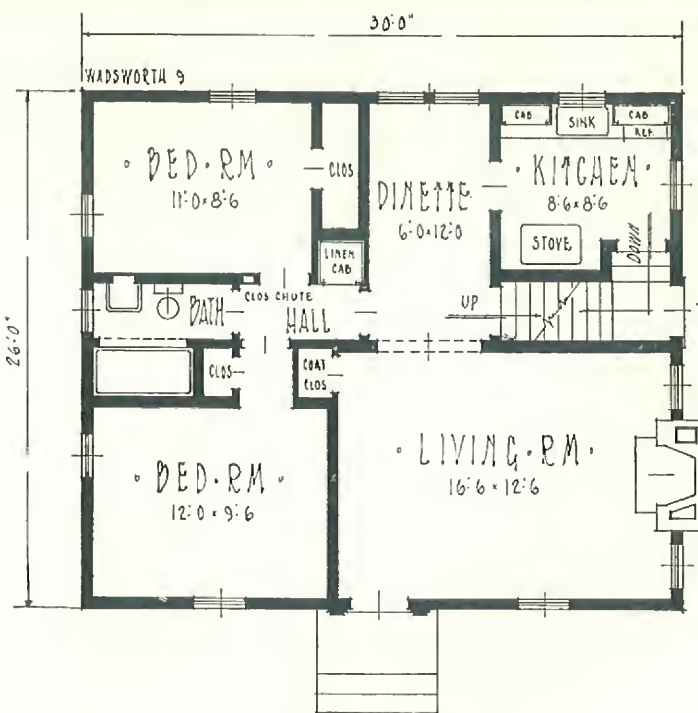 30'-0"
WADSWORTH 9
CAB
SINK
CAB
REF.
BED·RM
11'-0 x 8'-6
CLOS
DINETTE
6'-0 x 12'-0
KITCHEN
8'-6 x 8'-6
STOVE
DOWN
LINEN
CAB
26'-0"
BATH
CLOS CHUTE
HALL
UP
CLOS
COAT
CLOS
BED·RM
12'-0 x 9'-6
LIVING·RM
16'-6 x 12'-6